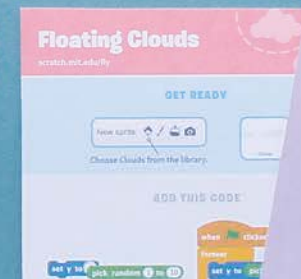 Floating Clouds
scratch.mit.edu/fly
GET READY
New sprite:
Choose Clouds from the library.
ADD THIS CODE
when clicked
forever
set y to pick random 1 to 10
set y to pic